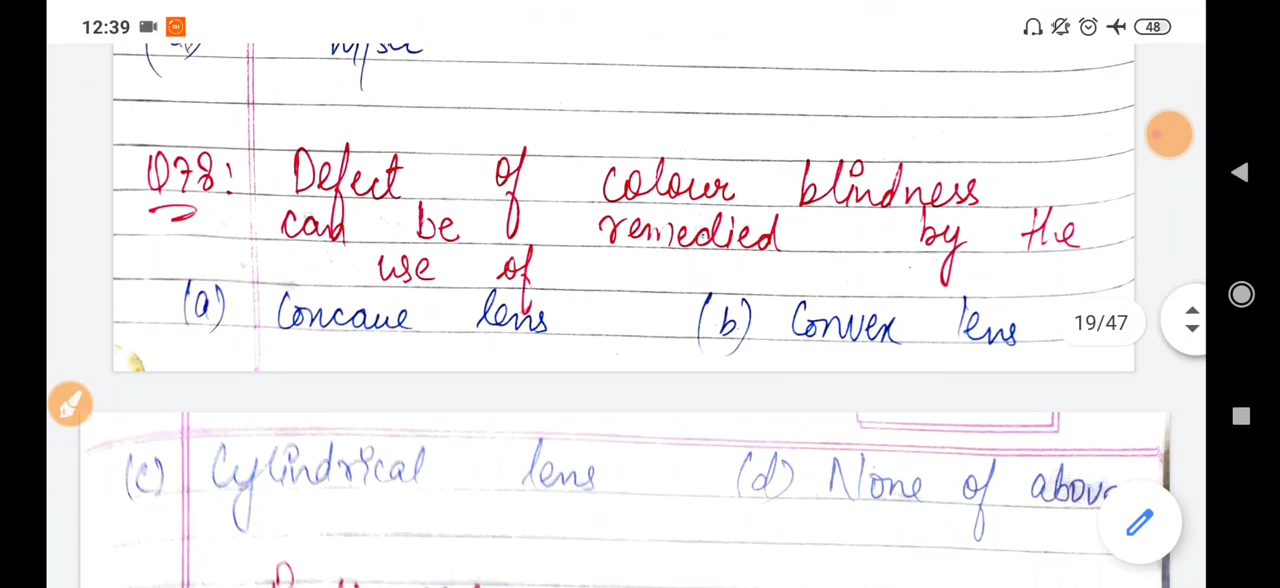 12:39
48
Q78: Defect of colour blindness
can be remedied by the
use of
(a) Concave lens (b) Convex lens
19/47
(c) Cylindrical lens (d) None of above